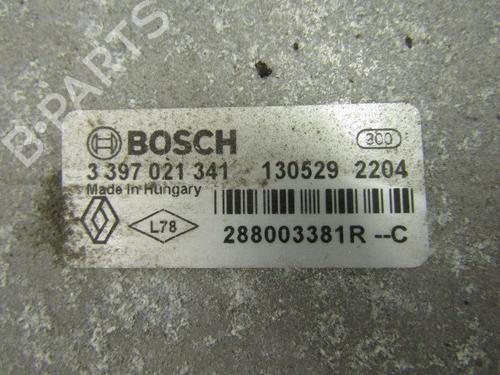 B-PARTS
BOSCH
300
3 397 021 341 130529 2204
Made in Hungary
L78
288003381R --C